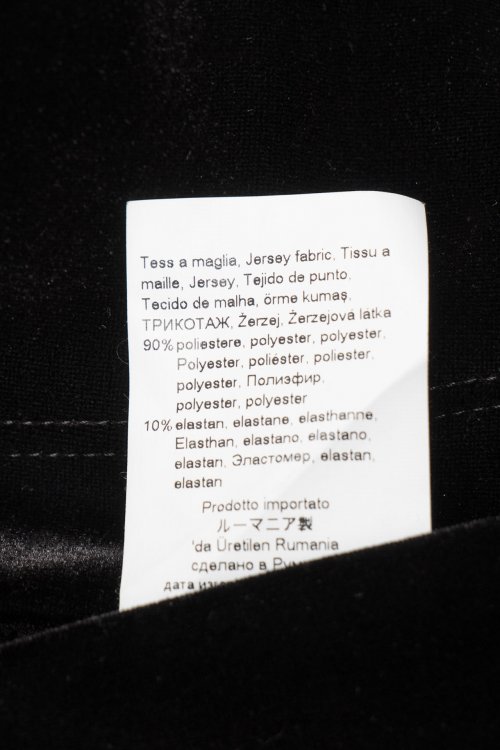 Tess a maglia, Jersey fabric, Tissu a
maille, Jersey, Tejido de punto,
Tecido de malha, örme kumaş,
ТРИКОТАЖ, Žerzej, Žerzejová látka
90% poliestere, polyester, polyester,
Polyester, poliéster, poliester,
polyester, Полиэфир,
polyester, polyester
10% elastan, elastane, elasthanne,
Elasthan, elastano, elastano,
elastan, Эластомер, elastan,
elastan
Prodotto importato
ルーマニア製
'da Üretilen Rumania
сделано в
дата